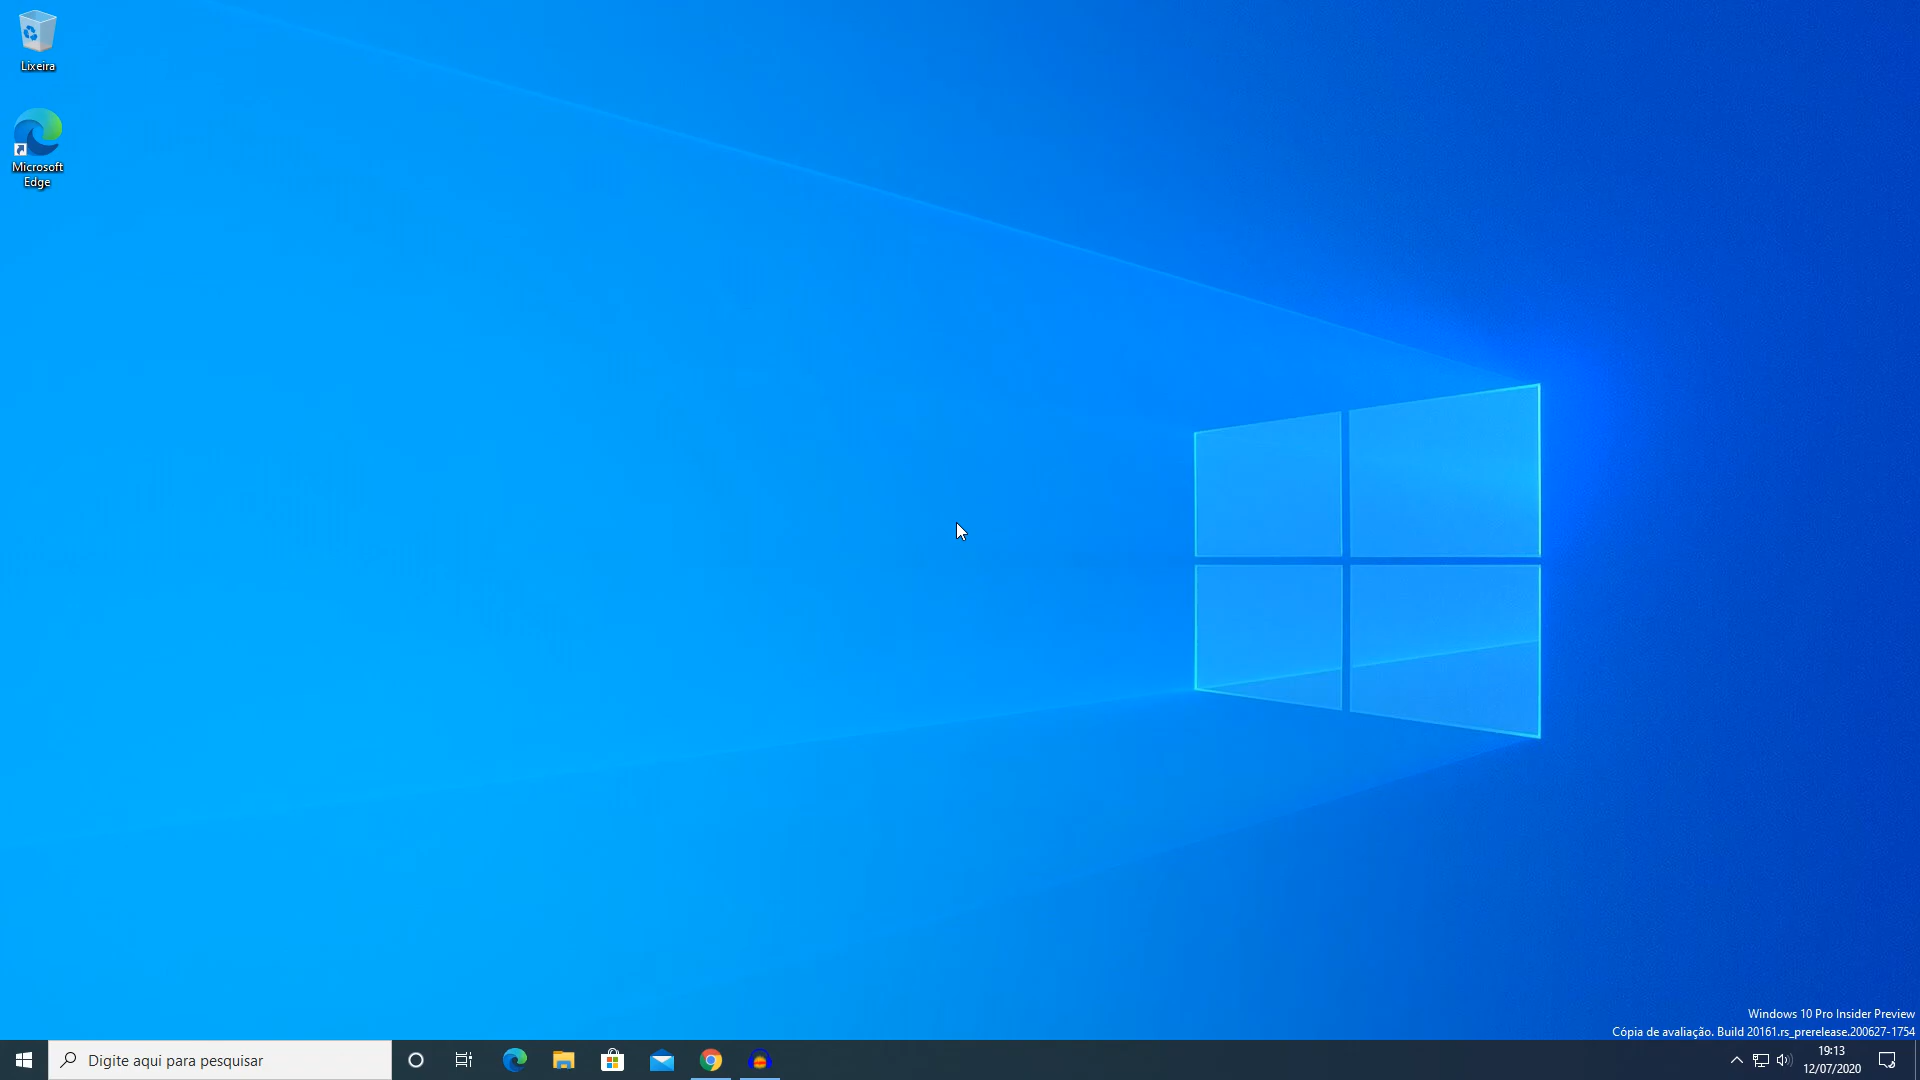 Lixeira
Microsoft
Edge
Windows 10 Pro Insider Preview
Cópia de avaliação. Build 20161.rs_prerelease.200627-1754
Digite aqui para pesquisar
19:13
12/07/2020